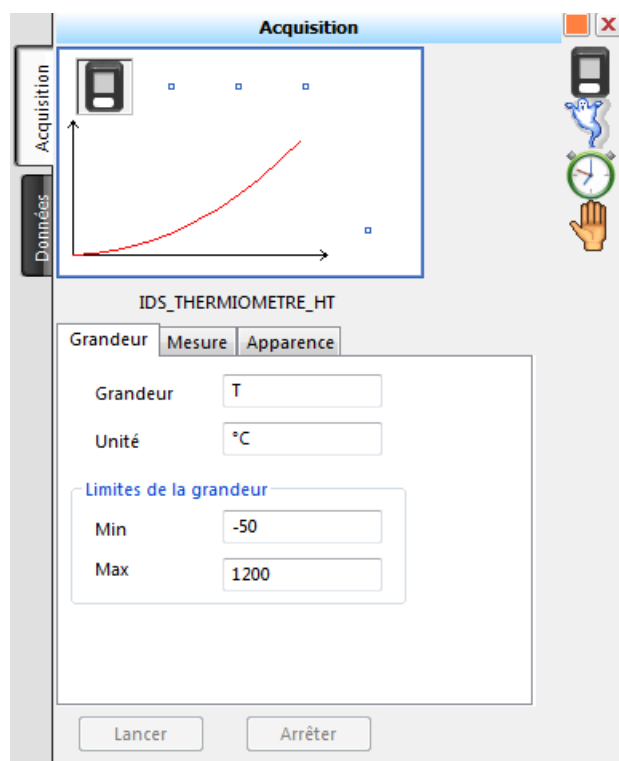 Acquisition
Acquisition
Données
IDS_THERMIOMETRE_HT
Grandeur Mesure Apparence
Grandeur T
Unité °C
Limites de la grandeur
Min -50
Max 1200
Lancer Arrêter